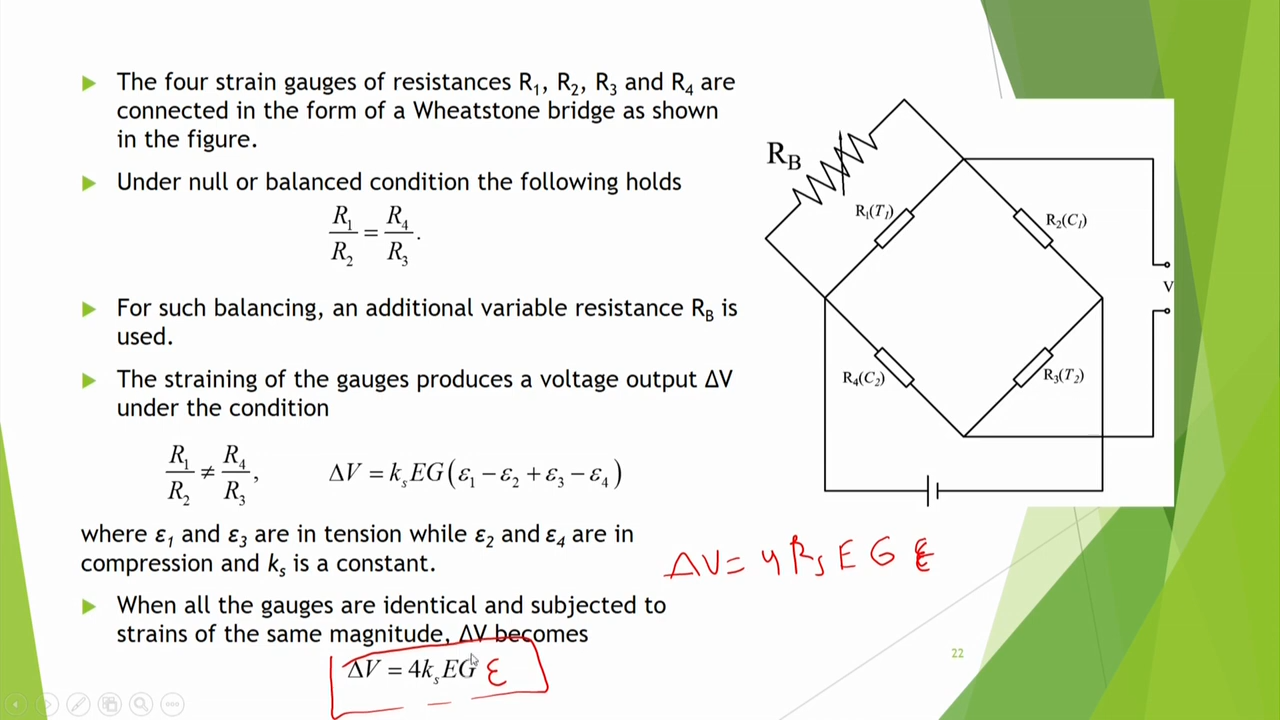 The four strain gauges of resistances R₁, R₂, R₃ and R₄ are
connected in the form of a Wheatstone bridge as shown
in the figure.
Under null or balanced condition the following holds
R₁/R₂ = R₄/R₃.
For such balancing, an additional variable resistance R_B is
used.
The straining of the gauges produces a voltage output ΔV
under the condition
R₁/R₂ ≠ R₄/R₃, ΔV = kₛEG(ε₁ − ε₂ + ε₃ − ε₄)
where ε₁ and ε₃ are in tension while ε₂ and ε₄ are in
compression and kₛ is a constant.
When all the gauges are identical and subjected to
strains of the same magnitude, ΔV becomes
ΔV = 4kₛEG ε
R_B
R₁(T₁)
R₂(C₁)
V
R₄(C₂)
R₃(T₂)
ΔV = 4 kₛ E G ε
22